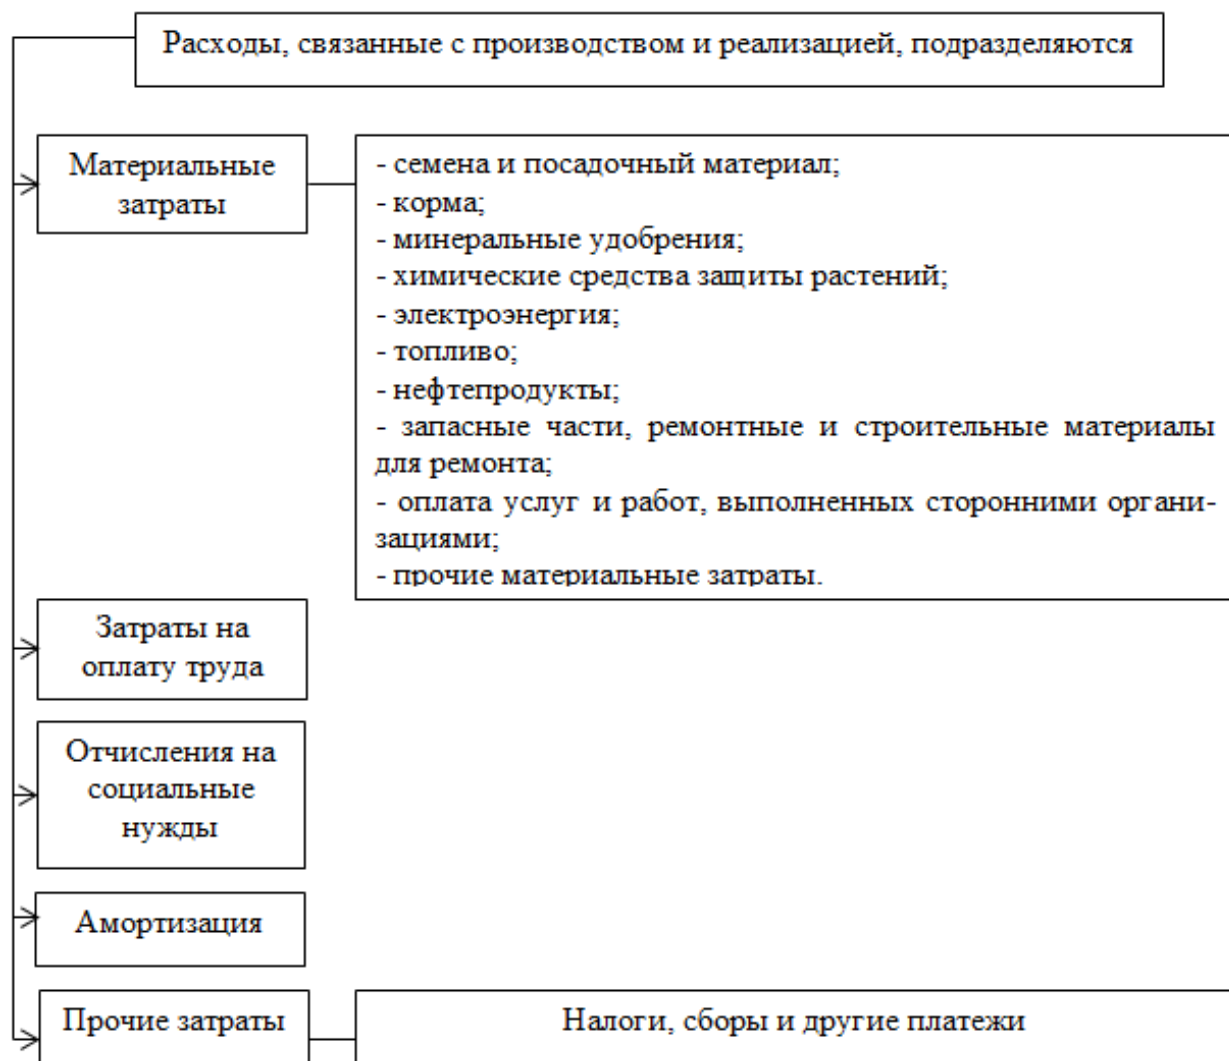 Расходы, связанные с производством и реализацией, подразделяются
Материальные
затраты
- семена и посадочный материал;
- корма;
- минеральные удобрения;
- химические средства защиты растений;
- электроэнергия;
- топливо;
- нефтепродукты;
- запасные части, ремонтные и строительные материалы
для ремонта;
- оплата услуг и работ, выполненных сторонними органи-
зациями;
- прочие материальные затраты.
Затраты на
оплату труда
Отчисления на
социальные
нужды
Амортизация
Прочие затраты
Налоги, сборы и другие платежи